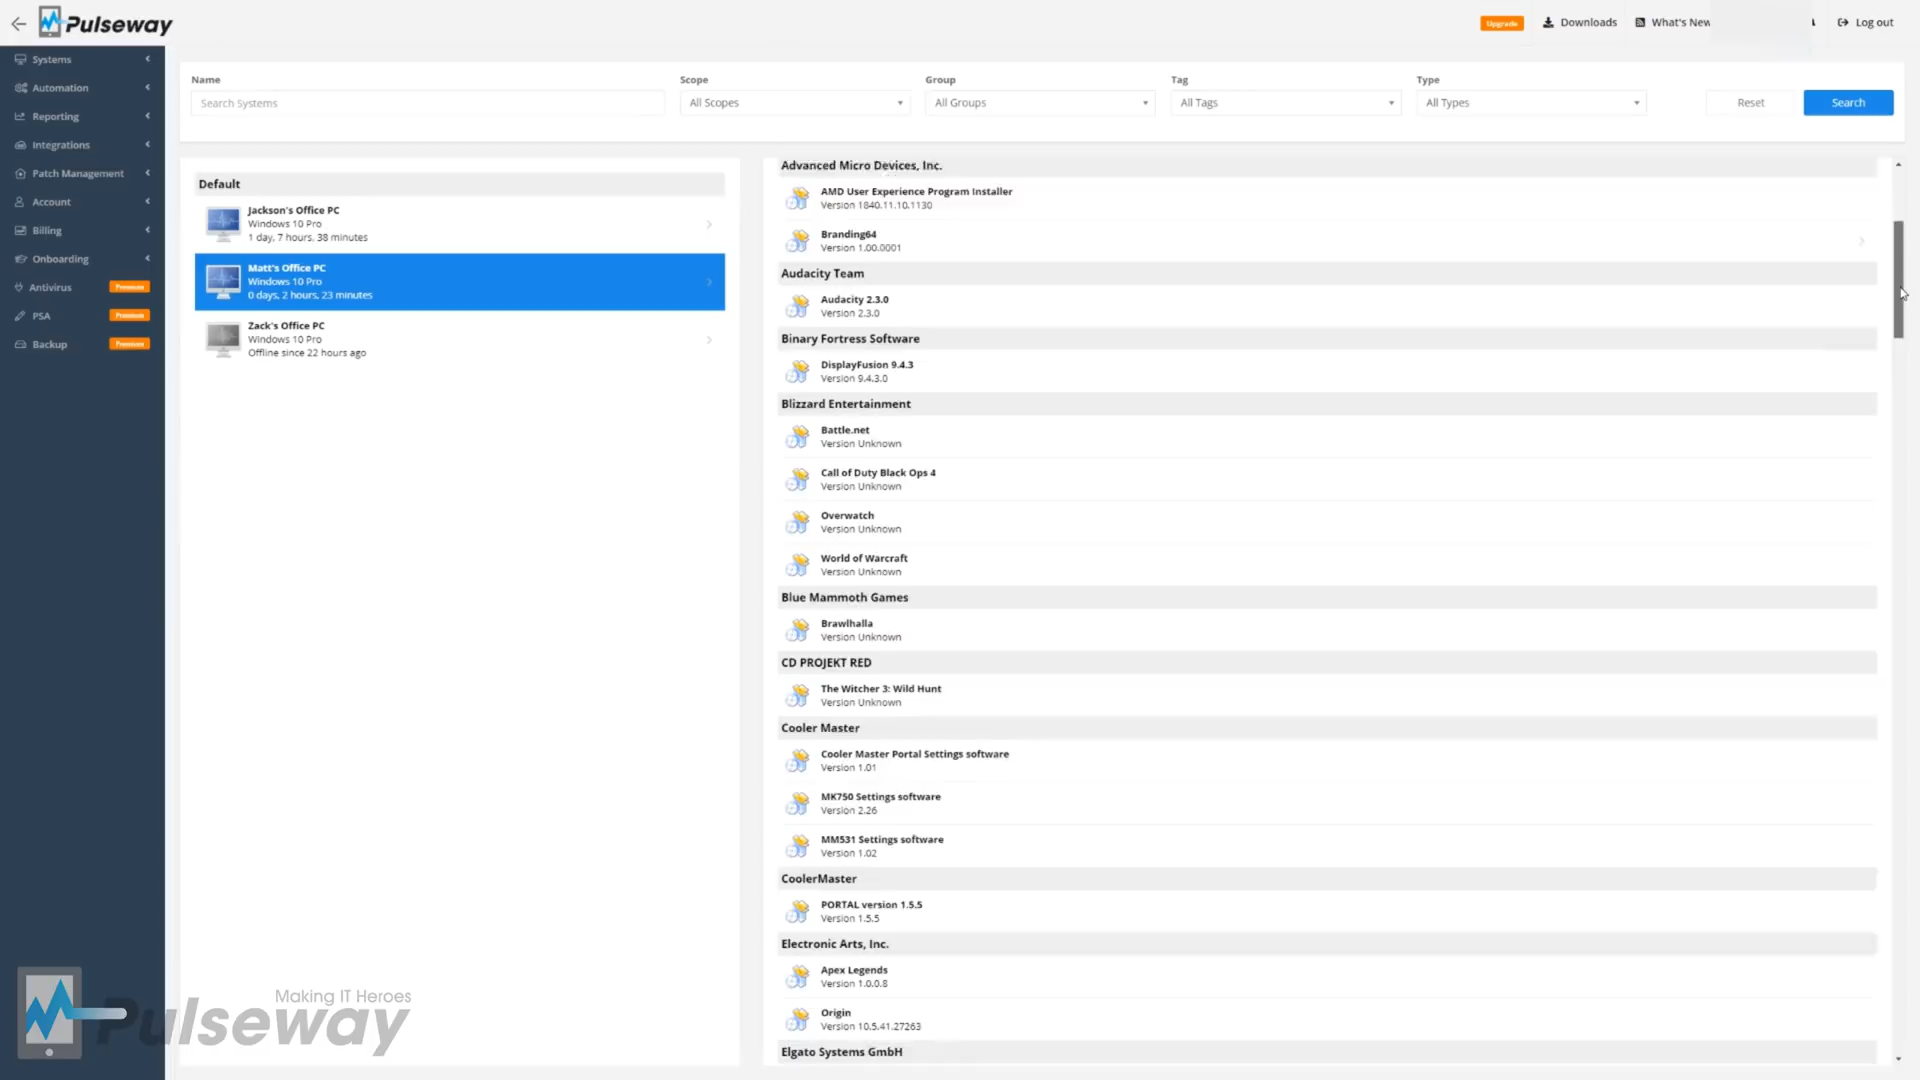 Pulseway
Upgrade
Downloads
What's New
Log out
Systems
Automation
Reporting
Integrations
Patch Management
Account
Billing
Onboarding
Antivirus
Premium
PSA
Premium
Backup
Premium
Name
Search Systems
Scope
All Scopes
Group
All Groups
Tag
All Tags
Type
All Types
Reset
Search
Default
Jackson's Office PC
Windows 10 Pro
1 day, 7 hours, 38 minutes
Matt's Office PC
Windows 10 Pro
0 days, 2 hours, 23 minutes
Zack's Office PC
Windows 10 Pro
Offline since 22 hours ago
Advanced Micro Devices, Inc.
AMD User Experience Program Installer
Version 1840.11.10.1130
Branding64
Version 1.00.0001
Audacity Team
Audacity 2.3.0
Version 2.3.0
Binary Fortress Software
DisplayFusion 9.4.3
Version 9.4.3.0
Blizzard Entertainment
Battle.net
Version Unknown
Call of Duty Black Ops 4
Version Unknown
Overwatch
Version Unknown
World of Warcraft
Version Unknown
Blue Mammoth Games
Brawlhalla
Version Unknown
CD PROJEKT RED
The Witcher 3: Wild Hunt
Version Unknown
Cooler Master
Cooler Master Portal Settings software
Version 1.01
MK750 Settings software
Version 2.26
MM531 Settings software
Version 1.02
CoolerMaster
PORTAL version 1.5.5
Version 1.5.5
Electronic Arts, Inc.
Apex Legends
Version 1.0.0.8
Origin
Version 10.5.41.27263
Elgato Systems GmbH
Making IT Heroes
Pulseway